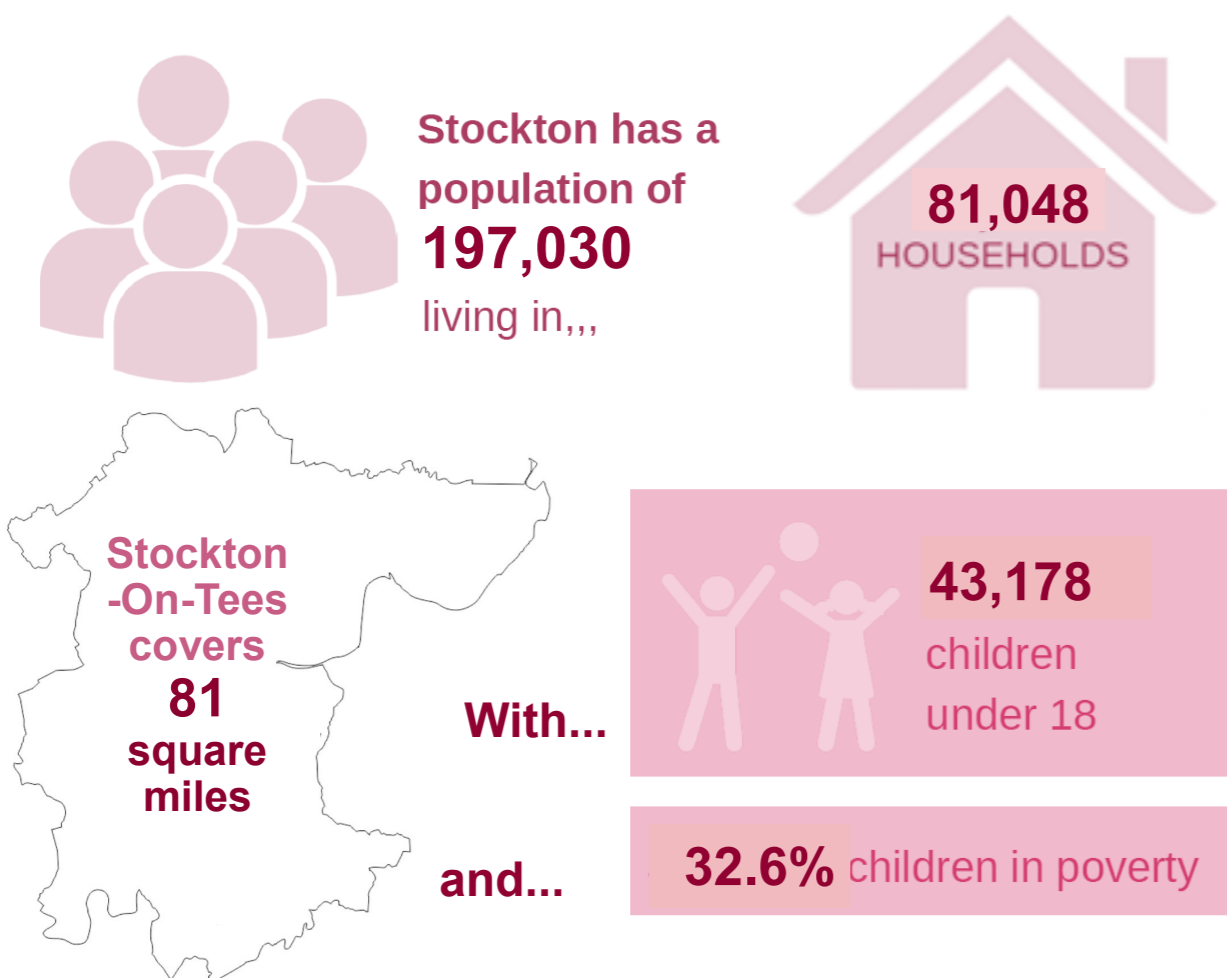 Stockton has a
population of
197,030
living in,,,
81,048
HOUSEHOLDS
Stockton
-On-Tees
covers
81
square
miles
With...
43,178
children
under 18
and...
32.6% children in poverty